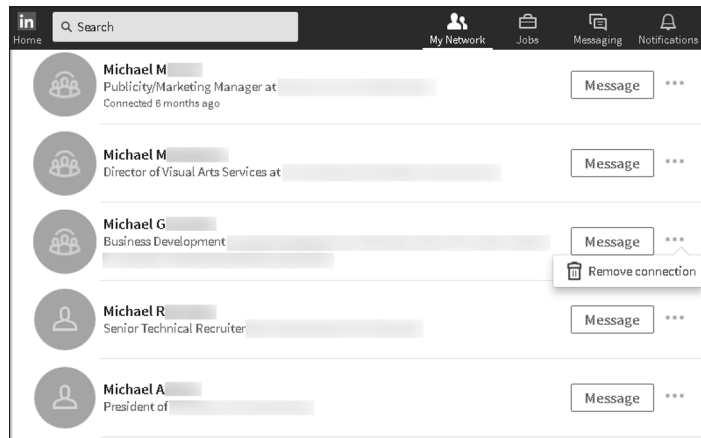 in
Home
Search
My Network
Jobs
Messaging
Notifications
Michael M
Publicity/Marketing Manager at
Connected 6 months ago
Message
Michael M
Director of Visual Arts Services at
Message
Michael G
Business Development
Message
Remove connection
Michael R
Senior Technical Recruiter
Message
Michael A
President of
Message